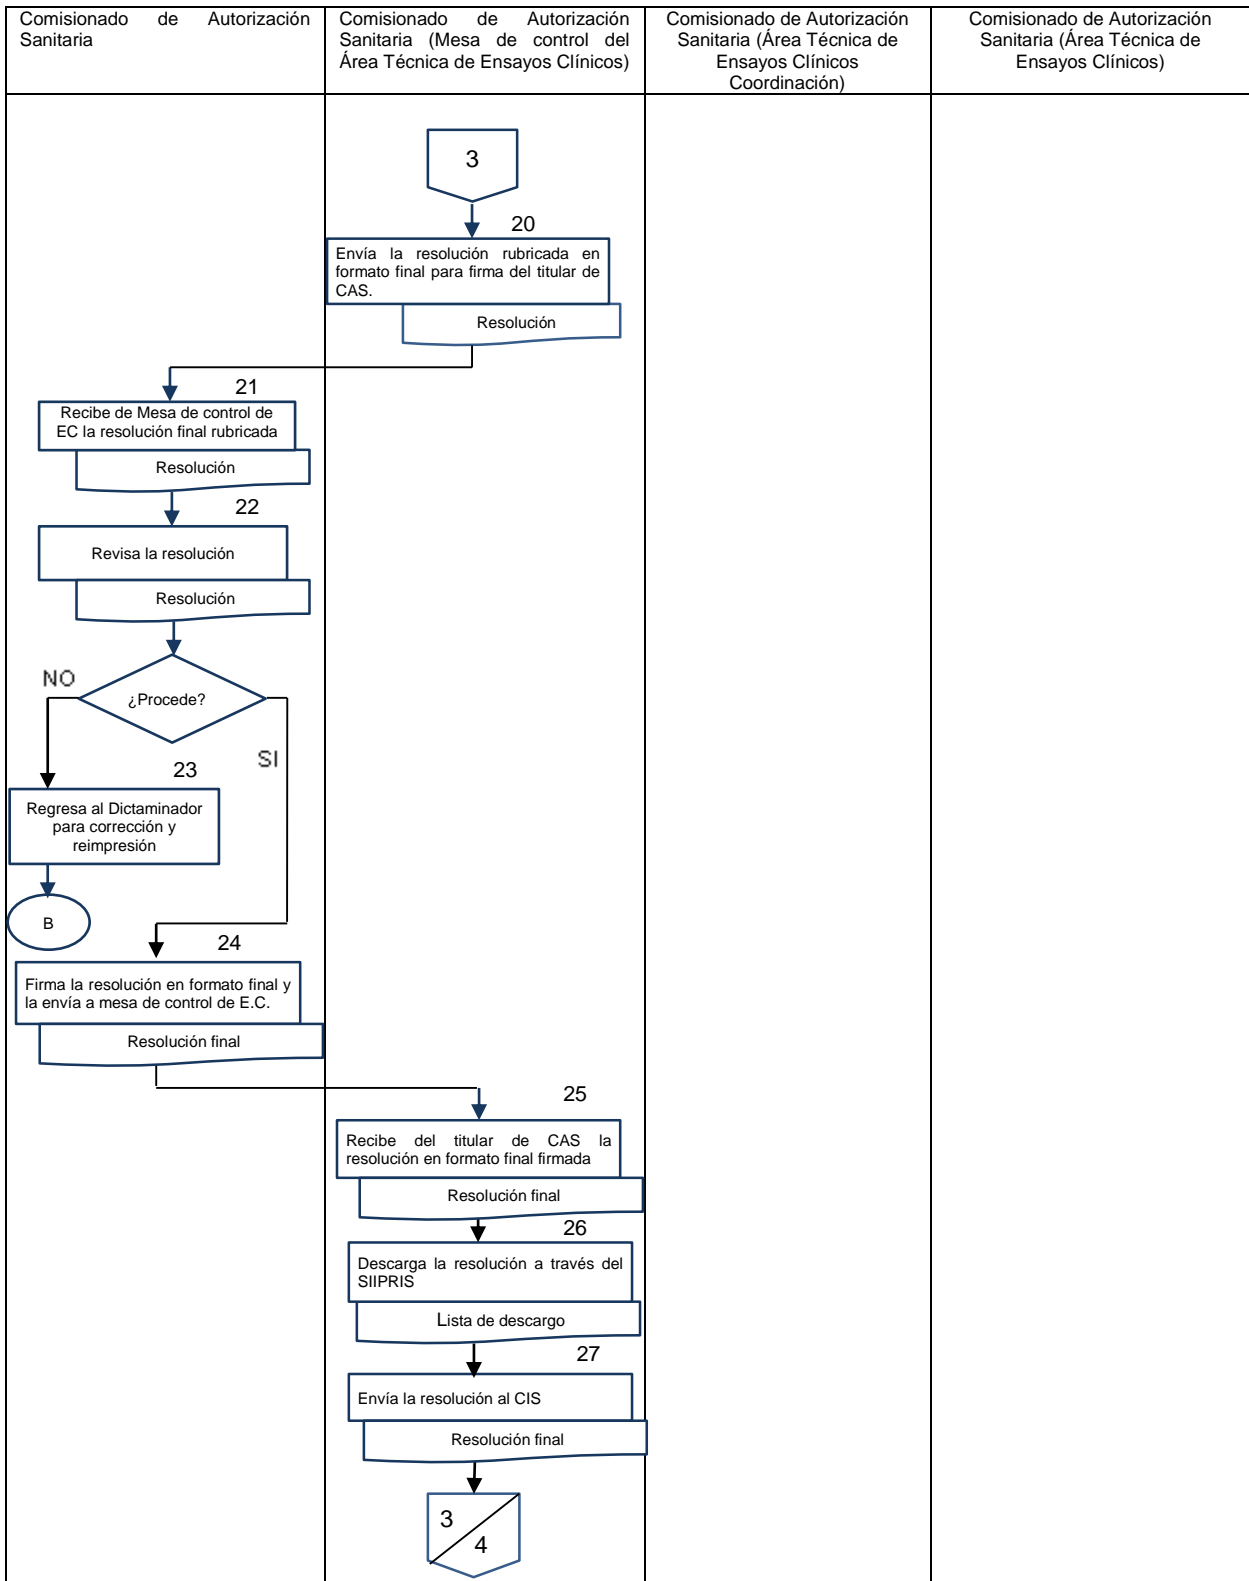 Comisionado de Autorización
Sanitaria
Comisionado de Autorización
Sanitaria (Mesa de control del
Área Técnica de Ensayos Clínicos)
Comisionado de Autorización
Sanitaria (Área Técnica de
Ensayos Clínicos
Coordinación)
Comisionado de Autorización
Sanitaria (Área Técnica de
Ensayos Clínicos)
3
20
Envía la resolución rubricada en
formato final para firma del titular de
CAS.
Resolución
21
Recibe de Mesa de control de
EC la resolución final rubricada
Resolución
22
Revisa la resolución
Resolución
¿Procede?
NO
SI
23
Regresa al Dictaminador
para corrección y
reimpresión
B
24
Firma la resolución en formato final y
la envía a mesa de control de E.C.
Resolución final
25
Recibe del titular de CAS la
resolución en formato final firmada
Resolución final
26
Descarga la resolución a través del
SIIPRIS
Lista de descargo
27
Envía la resolución al CIS
Resolución final
3
4